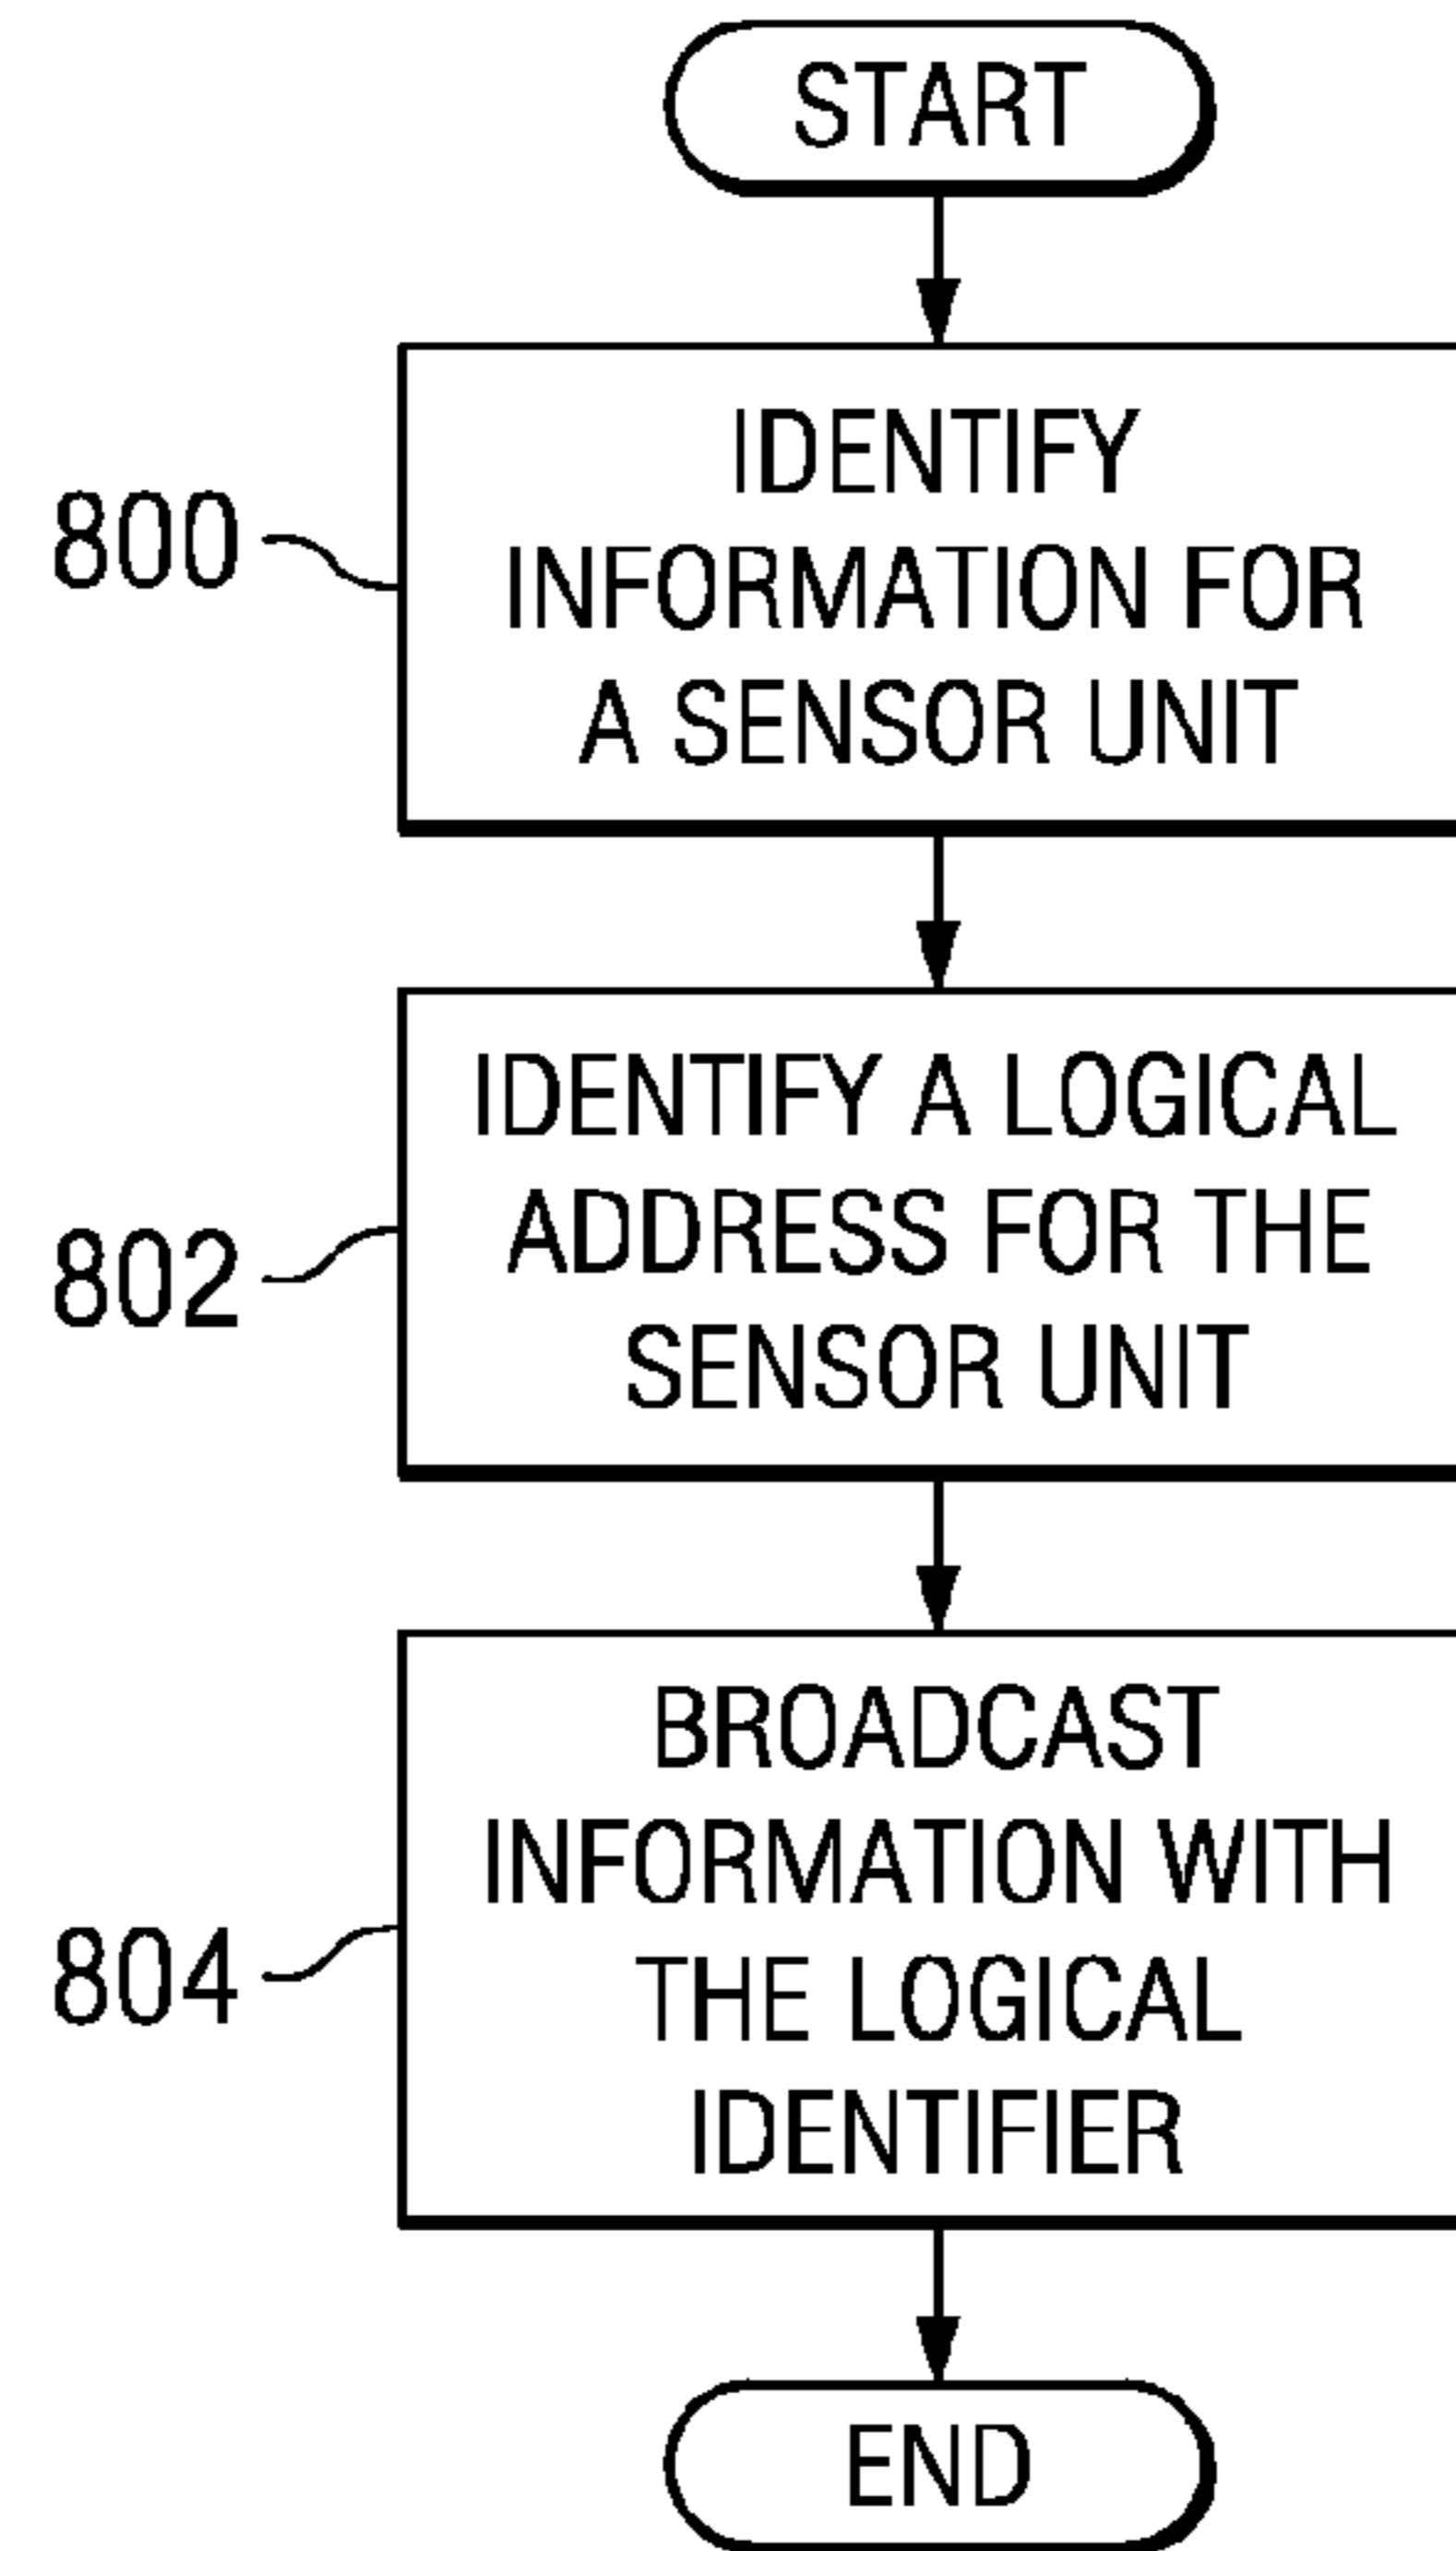 START
IDENTIFY
INFORMATION FOR
A SENSOR UNIT
800
IDENTIFY A LOGICAL
ADDRESS FOR THE
SENSOR UNIT
802
BROADCAST
INFORMATION WITH
THE LOGICAL
IDENTIFIER
804
END